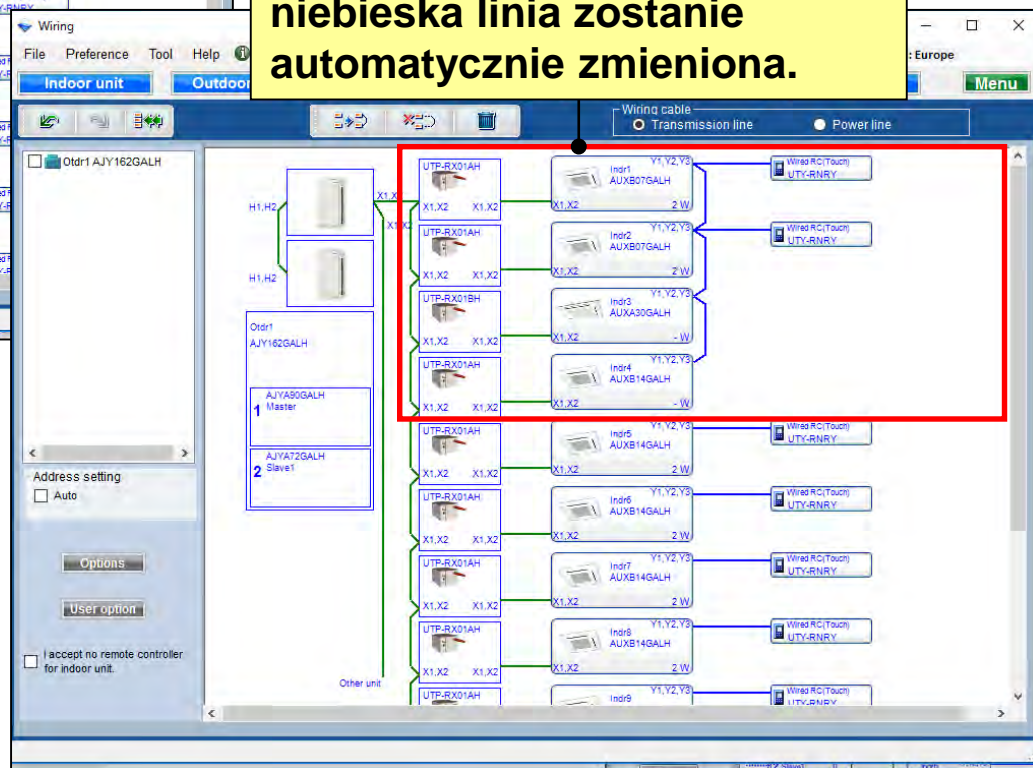 niebieska linia zostanie
automatycznie zmieniona.
Wiring
File Preference Tool Help
: Europe
Indoor unit
Outdoor
Menu
Wiring cable
Transmission line
Power line
Otdr1 AJY162GALH
Address setting
Auto
Options
User option
I accept no remote controller
for indoor unit.
H1,H2
H1,H2
Otdr1
AJY162GALH
AJYA90GALH
1 Master
AJYA72GALH
2 Slave1
Other unit
UTP-RX01AH
X1,X2 X1,X2
Indr1
AUXB07GALH
Y1,Y2,Y3
X1,X2 2 W
Wired RC(Touch)
UTY-RNRY
UTP-RX01AH
X1,X2 X1,X2
Indr2
AUXB07GALH
Y1,Y2,Y3
X1,X2 2 W
Wired RC(Touch)
UTY-RNRY
UTP-RX01BH
X1,X2 X1,X2
Indr3
AUXA30GALH
Y1,Y2,Y3
X1,X2 - W
UTP-RX01AH
X1,X2 X1,X2
Indr4
AUXB14GALH
Y1,Y2,Y3
X1,X2 - W
UTP-RX01AH
X1,X2 X1,X2
Indr5
AUXB14GALH
Y1,Y2,Y3
X1,X2 2 W
Wired RC(Touch)
UTY-RNRY
UTP-RX01AH
X1,X2 X1,X2
Indr6
AUXB14GALH
Y1,Y2,Y3
X1,X2 2 W
Wired RC(Touch)
UTY-RNRY
UTP-RX01AH
X1,X2 X1,X2
Indr7
AUXB14GALH
Y1,Y2,Y3
X1,X2 2 W
Wired RC(Touch)
UTY-RNRY
UTP-RX01AH
X1,X2 X1,X2
Indr8
AUXB14GALH
Y1,Y2,Y3
X1,X2 2 W
Wired RC(Touch)
UTY-RNRY
UTP-RX01AH
Indr9
Y1,Y2,Y3
Wired RC(Touch)
UTY-RNRY